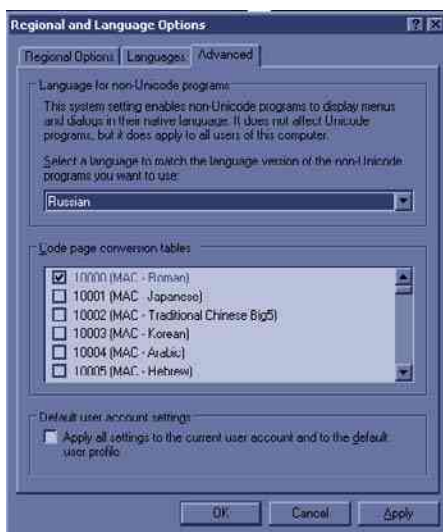 Regional and Language Options
Regional Options
Languages
Advanced
Language for non-Unicode programs
This system setting enables non-Unicode programs to display menus
and dialogs in their native language. It does not affect Unicode
programs, but it does apply to all users of this computer.
Select a language to match the language version of the non-Unicode
programs you want to use:
Russian
Code page conversion tables
10000 (MAC - Roman)
10001 (MAC - Japanese)
10002 (MAC - Traditional Chinese Big5)
10003 (MAC - Korean)
10004 (MAC - Arabic)
10005 (MAC - Hebrew)
Default user account settings
Apply all settings to the current user account and to the default
user profile
OK
Cancel
Apply